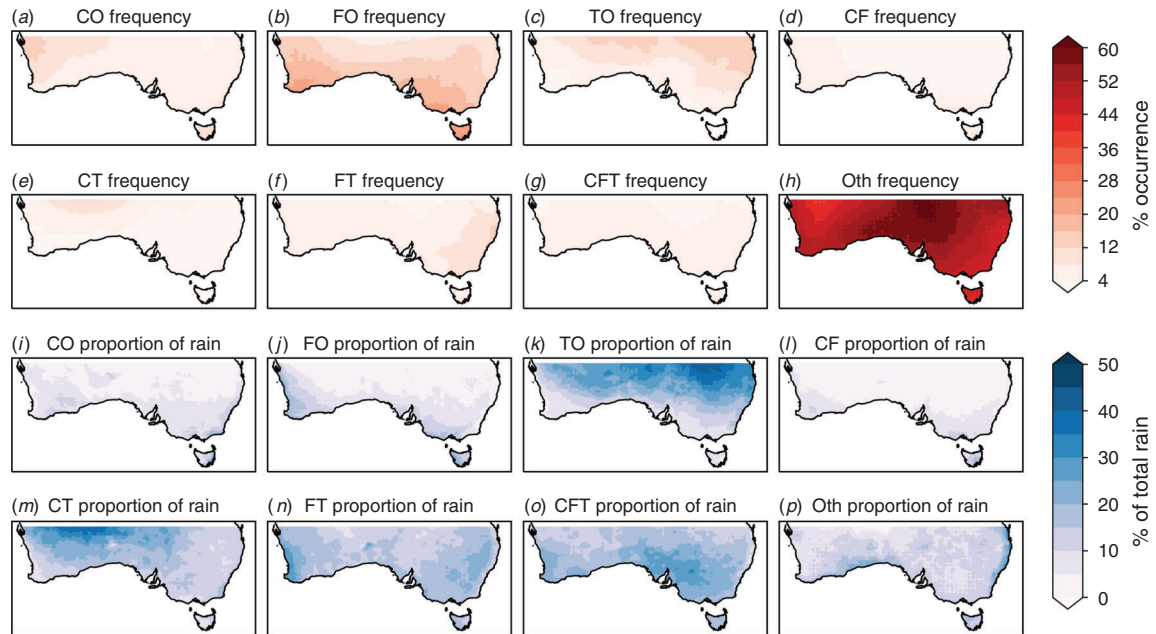 (a) CO frequency
(b) FO frequency
(c) TO frequency
(d) CF frequency
(e) CT frequency
(f) FT frequency
(g) CFT frequency
(h) Oth frequency
60
52
44
36
28
20
12
4
% occurrence
(i) CO proportion of rain
(j) FO proportion of rain
(k) TO proportion of rain
(l) CF proportion of rain
(m) CT proportion of rain
(n) FT proportion of rain
(o) CFT proportion of rain
(p) Oth proportion of rain
50
40
30
20
10
0
% of total rain